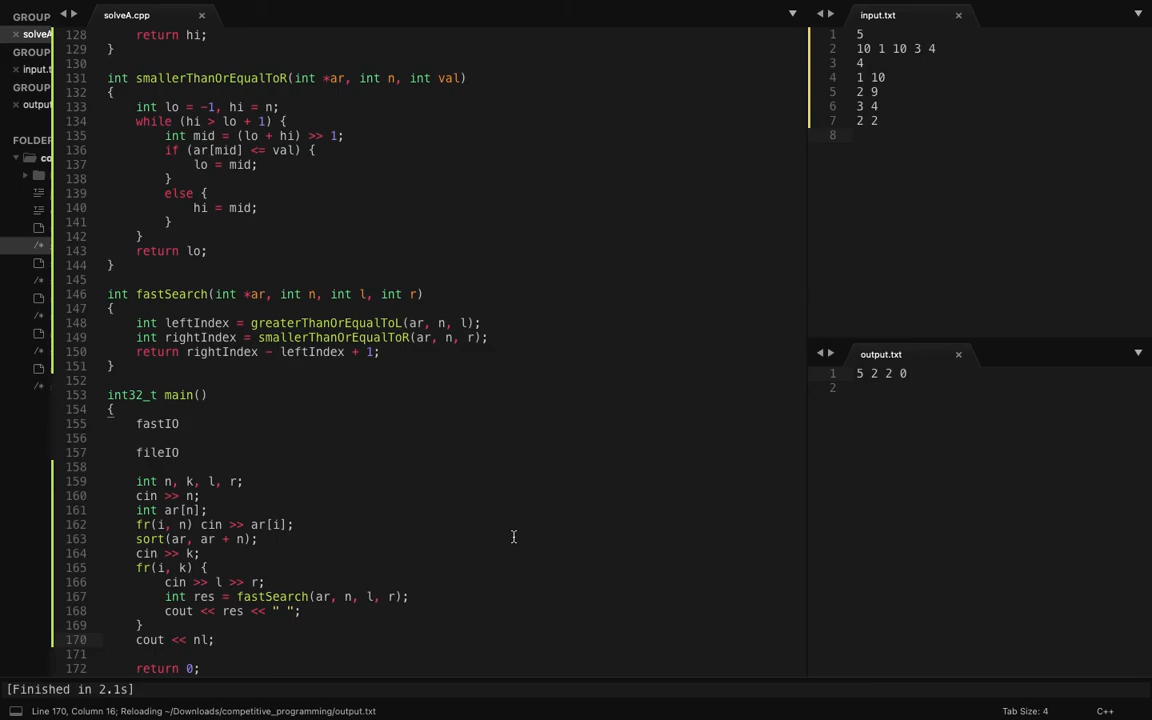 GROUP
solveA
GROUP
input.t
GROUP
output
FOLDER
co
solveA.cpp
128 return hi;
129 }
130
131 int smallerThanOrEqualToR(int *ar, int n, int val)
132 {
133 int lo = -1, hi = n;
134 while (hi > lo + 1) {
135 int mid = (lo + hi) >> 1;
136 if (ar[mid] <= val) {
137 lo = mid;
138 }
139 else {
140 hi = mid;
141 }
142 }
143 return lo;
144 }
145
146 int fastSearch(int *ar, int n, int l, int r)
147 {
148 int leftIndex = greaterThanOrEqualToL(ar, n, l);
149 int rightIndex = smallerThanOrEqualToR(ar, n, r);
150 return rightIndex - leftIndex + 1;
151 }
152
153 int32_t main()
154 {
155 fastIO
156
157 fileIO
158
159 int n, k, l, r;
160 cin >> n;
161 int ar[n];
162 fr(i, n) cin >> ar[i];
163 sort(ar, ar + n);
164 cin >> k;
165 fr(i, k) {
166 cin >> l >> r;
167 int res = fastSearch(ar, n, l, r);
168 cout << res << " ";
169 }
170 cout << nl;
171
172 return 0;
input.txt
1 5
2 10 1 10 3 4
3 4
4 1 10
5 2 9
6 3 4
7 2 2
8
output.txt
1 5 2 2 0
2
[Finished in 2.1s]
Line 170, Column 16; Reloading ~/Downloads/competitive_programming/output.txt
Tab Size: 4
C++